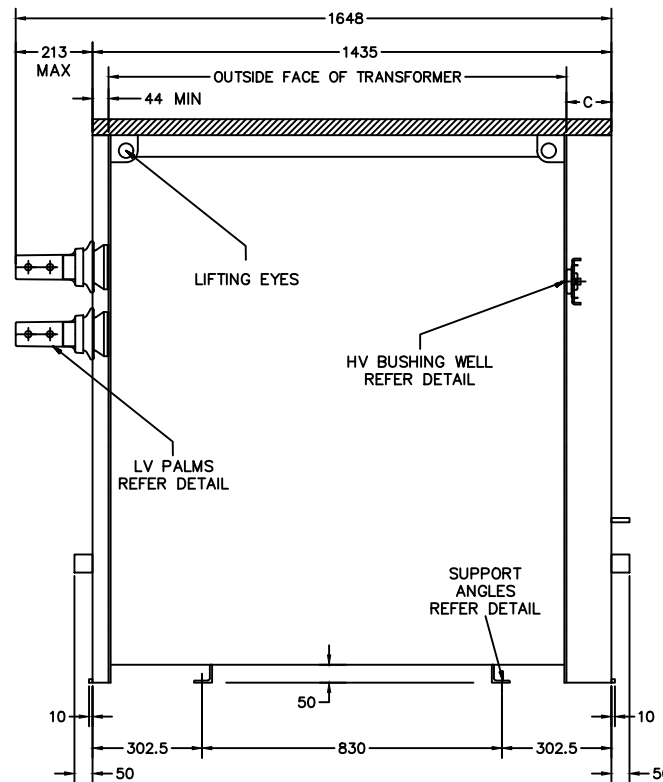 1648
213
MAX
1435
OUTSIDE FACE OF TRANSFORMER
44 MIN
C
LIFTING EYES
HV BUSHING WELL
REFER DETAIL
LV PALMS
REFER DETAIL
SUPPORT
ANGLES
REFER DETAIL
50
10
10
302.5
830
302.5
50
50